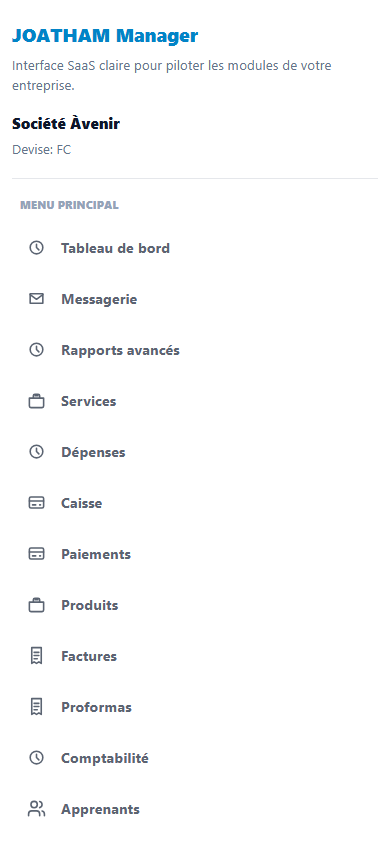 JOATHAM Manager
Interface SaaS claire pour piloter les modules de votre
entreprise.
Société Àvenir
Devise: FC
MENU PRINCIPAL
Tableau de bord
Messagerie
Rapports avancés
Services
Dépenses
Caisse
Paiements
Produits
Factures
Proformas
Comptabilité
Apprenants